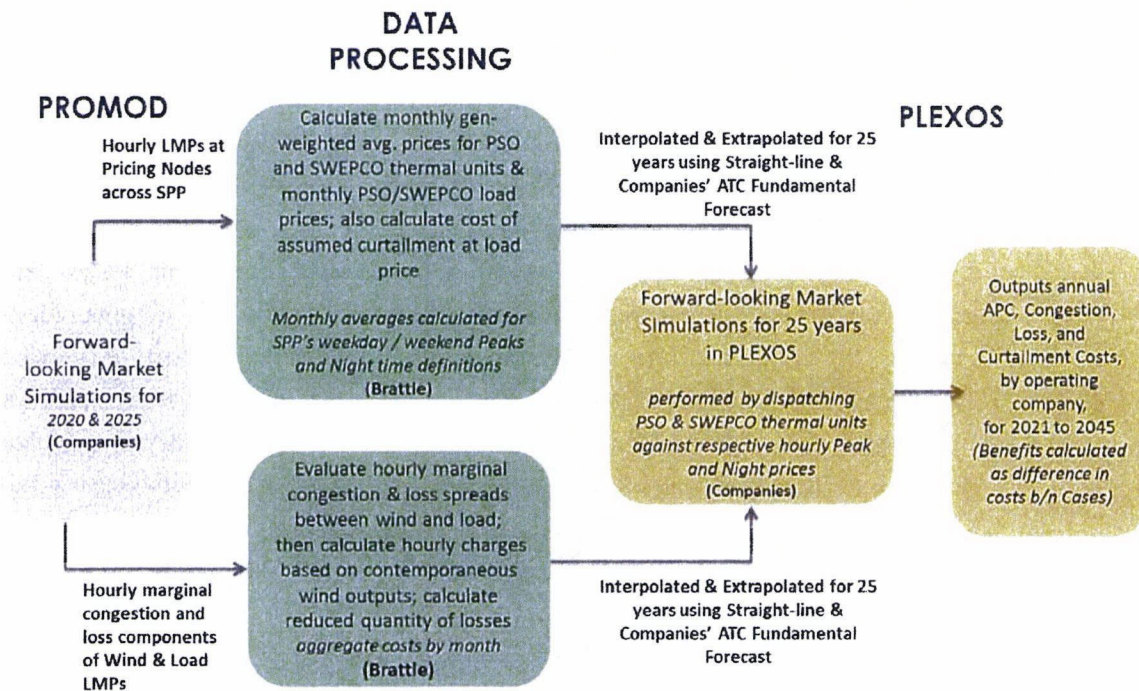 DATA
PROCESSING
PROMOD
PLEXOS
Hourly LMPs at
Pricing Nodes
across SPP
Calculate monthly gen-
weighted avg. prices for PSO
and SWEPCO thermal units &
monthly PSO/SWEPCO load
prices; also calculate cost of
assumed curtailment at load
price
Monthly averages calculated for
SPP's weekday / weekend Peaks
and Night time definitions
(Brattle)
Interpolated & Extrapolated for 25
years using Straight-line &
Companies' ATC Fundamental
Forecast
Forward-
looking Market
Simulations for
2020 & 2025
(Companies)
Forward-looking Market
Simulations for 25 years
in PLEXOS
performed by dispatching
PSO & SWEPCO thermal units
against respective hourly Peak
and Night prices
(Companies)
Outputs annual
APC, Congestion,
Loss, and
Curtailment Costs,
by operating
company,
for 2021 to 2045
(Benefits calculated
as difference in
costs b/n Cases)
Hourly marginal
congestion and
loss components
of Wind & Load
LMPs
Evaluate hourly marginal
congestion & loss spreads
between wind and load;
then calculate hourly charges
based on contemporaneous
wind outputs; calculate
reduced quantity of losses
aggregate costs by month
(Brattle)
Interpolated & Extrapolated for 25
years using Straight-line &
Companies' ATC Fundamental
Forecast